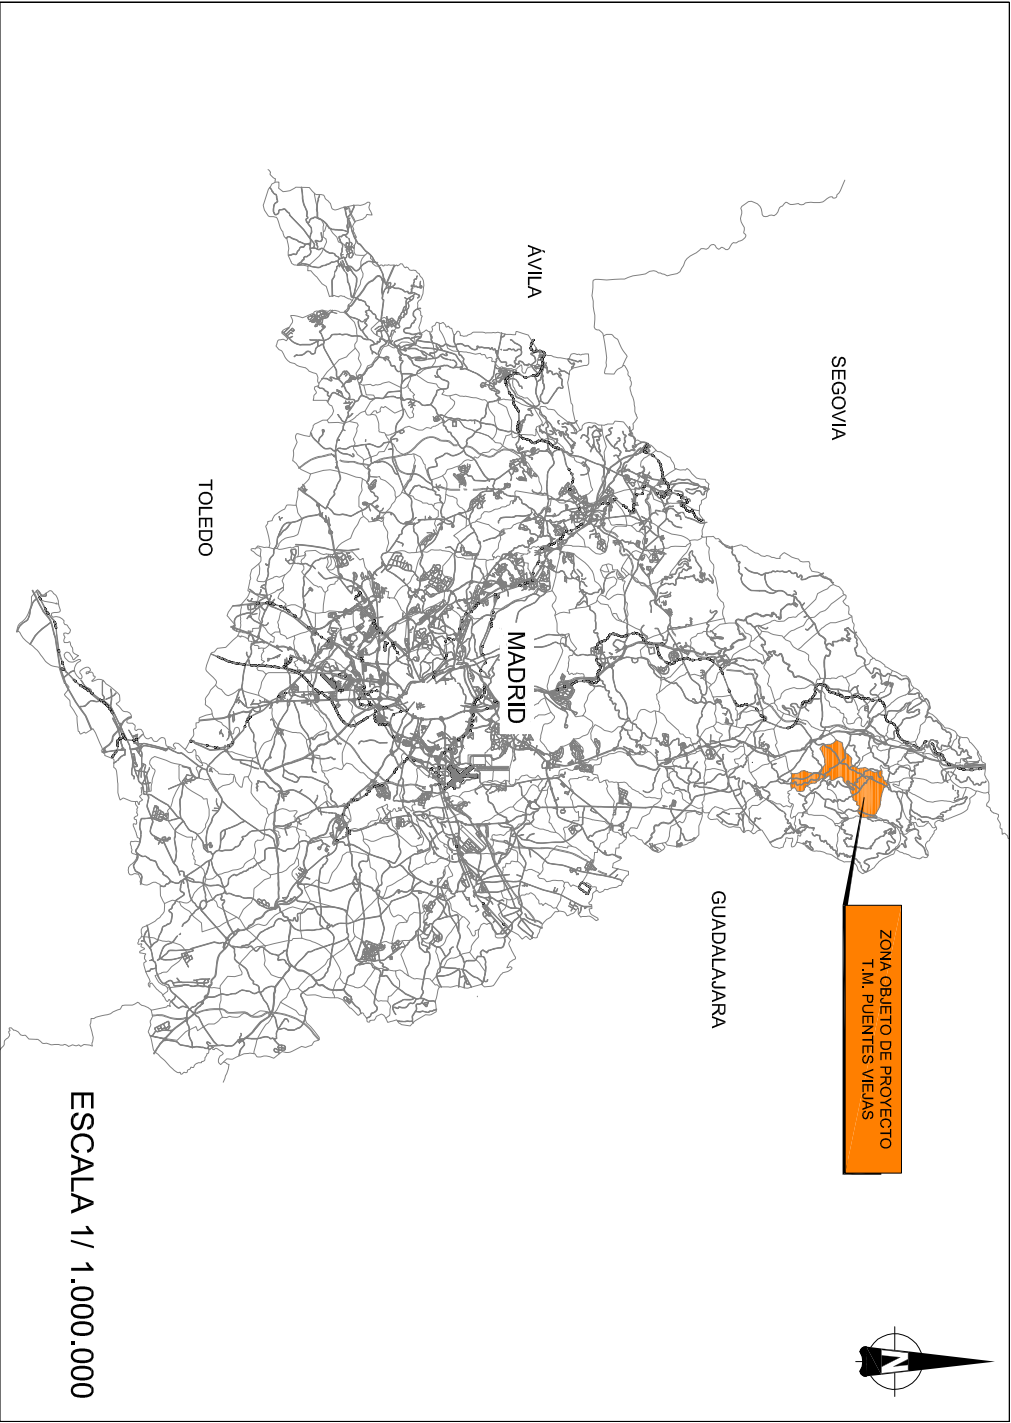 SEGOVIA
ÁVILA
ZONA OBJETO DE PROYECTO
T.M. PUENTES VIEJAS
GUADALAJARA
MADRID
TOLEDO
ESCALA 1/ 1.000.000
N